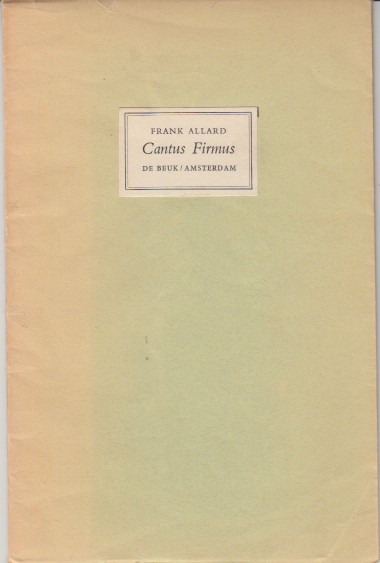 FRANK ALLARD
Cantus Firmus
DE BEUK / AMSTERDAM